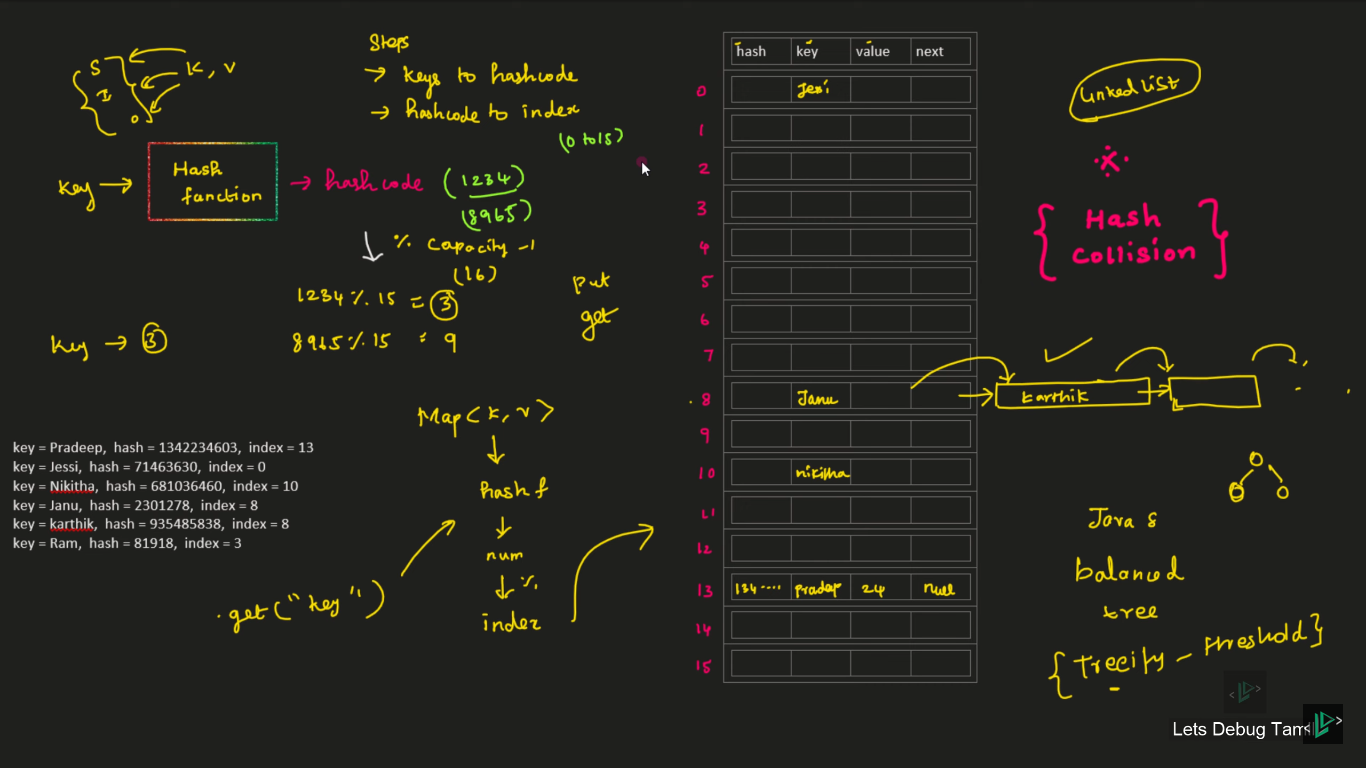 Steps
→ keys to hashcode
→ hashcode to index
(0 to 15)
S
I
O
K, V
key → Hash function → hashcode (1234)
(8965)
% Capacity -1
(16)
1234 % 15 = 3
8965 % 15 = 9
key → 3
put
get
Map<K, V>
hash f
num
%
index
.get("key")
key = Pradeep, hash = 1342234603, index = 13
key = Jessi, hash = 71463630, index = 0
key = Nikitha, hash = 681036460, index = 10
key = Janu, hash = 2301278, index = 8
key = karthik, hash = 935485838, index = 8
key = Ram, hash = 81918, index = 3
hash key value next
0 Jessi
1
2
3
4
5
6
7
8 Janu → karthik →
9
10 nikitha
11
12
13 134.... pradep 24 null
14
15
Linked List
{ Hash Collision }
Java 8
balanced
tree
{Treeify - threshold}
Lets Debug Tamil